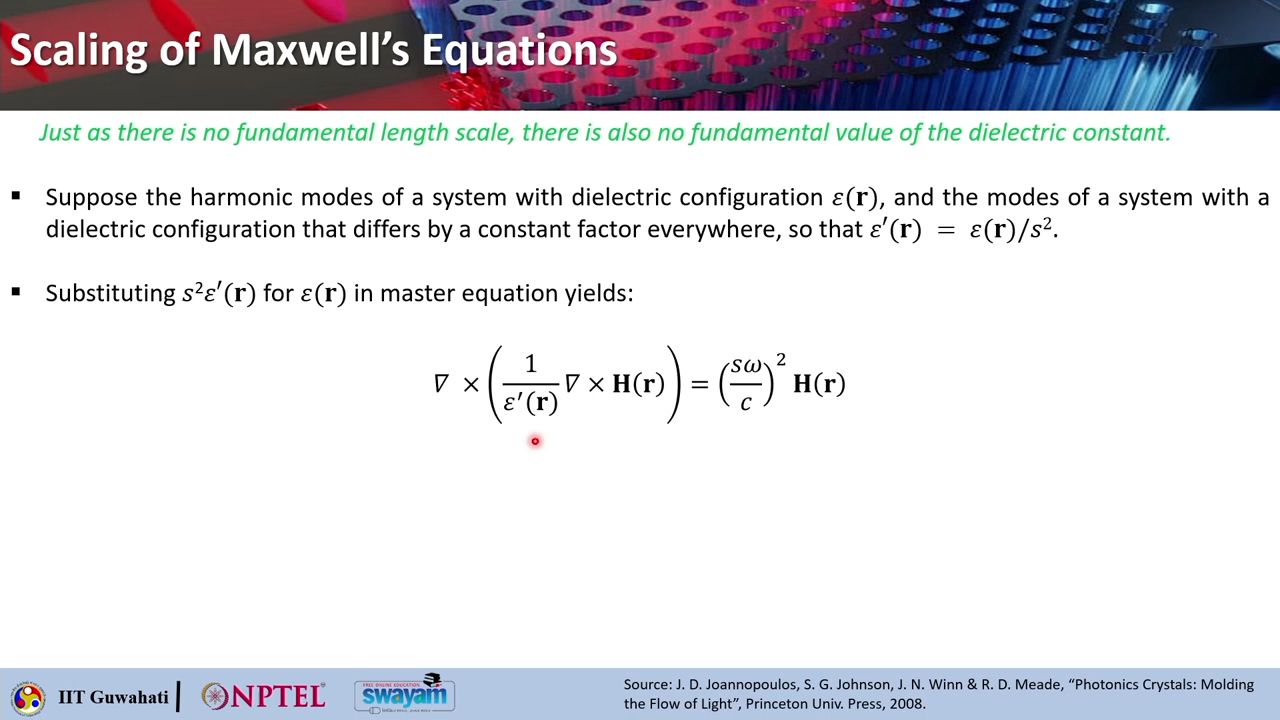 Scaling of Maxwell's Equations
Just as there is no fundamental length scale, there is also no fundamental value of the dielectric constant.
▪ Suppose the harmonic modes of a system with dielectric configuration 𝜀(𝐫), and the modes of a system with a
dielectric configuration that differs by a constant factor everywhere, so that 𝜀′(𝐫) = 𝜀(𝐫)/𝑠².
▪ Substituting 𝑠²𝜀′(𝐫) for 𝜀(𝐫) in master equation yields:
∇ × (1/𝜀′(𝐫) ∇ × 𝐇(𝐫)) = (𝑠𝜔/𝑐)² 𝐇(𝐫)
IIT Guwahati
NPTEL
FREE ONLINE EDUCATION
swayam
Source: J. D. Joannopoulos, S. G. Johnson, J. N. Winn & R. D. Meade, “Photonics Crystals: Molding
the Flow of Light”, Princeton Univ. Press, 2008.